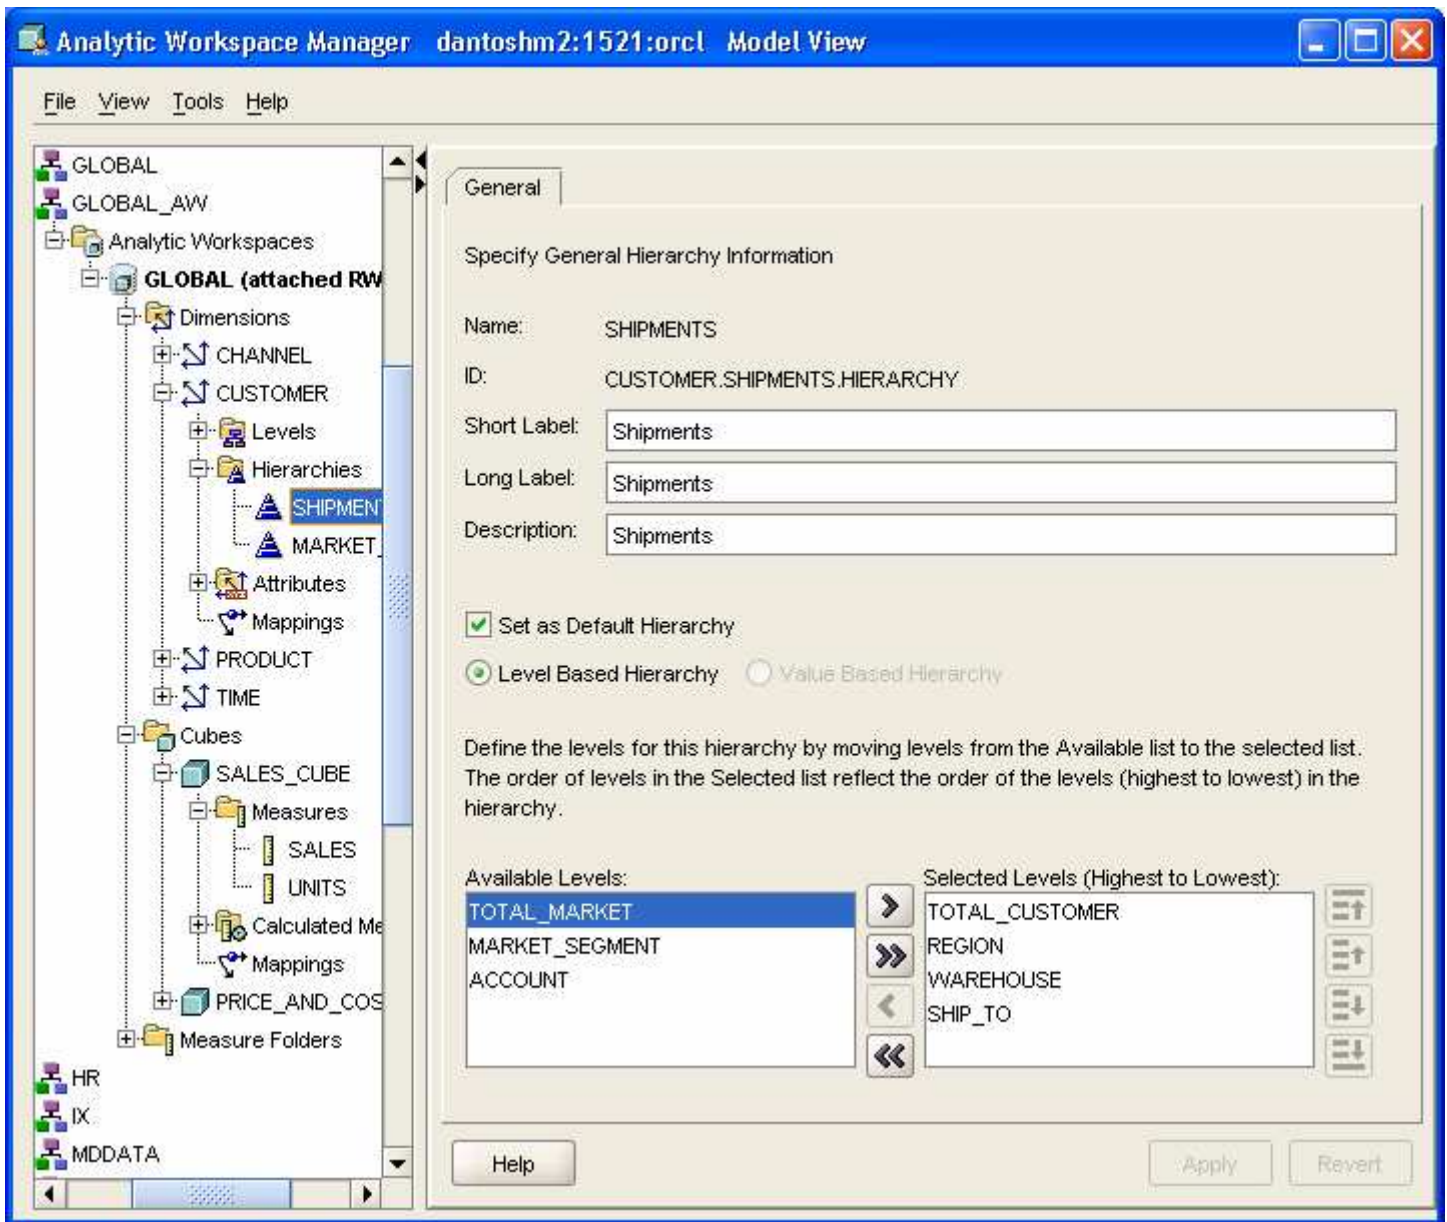 Analytic Workspace Manager dantoshm2:1521:orcl Model View
File View Tools Help
GLOBAL
GLOBAL_AW
Analytic Workspaces
GLOBAL (attached RW
Dimensions
CHANNEL
CUSTOMER
Levels
Hierarchies
SHIPMEN
MARKET_
Attributes
Mappings
PRODUCT
TIME
Cubes
SALES_CUBE
Measures
SALES
UNITS
Calculated Me
Mappings
PRICE_AND_COS
Measure Folders
HR
IX
MDDATA
General
Specify General Hierarchy Information
Name: SHIPMENTS
ID: CUSTOMER.SHIPMENTS.HIERARCHY
Short Label: Shipments
Long Label: Shipments
Description: Shipments
Set as Default Hierarchy
Level Based Hierarchy Value Based Hierarchy
Define the levels for this hierarchy by moving levels from the Available list to the selected list.
The order of levels in the Selected list reflect the order of the levels (highest to lowest) in the
hierarchy.
Available Levels:
TOTAL_MARKET
MARKET_SEGMENT
ACCOUNT
Selected Levels (Highest to Lowest):
TOTAL_CUSTOMER
REGION
WAREHOUSE
SHIP_TO
Help Apply Revert